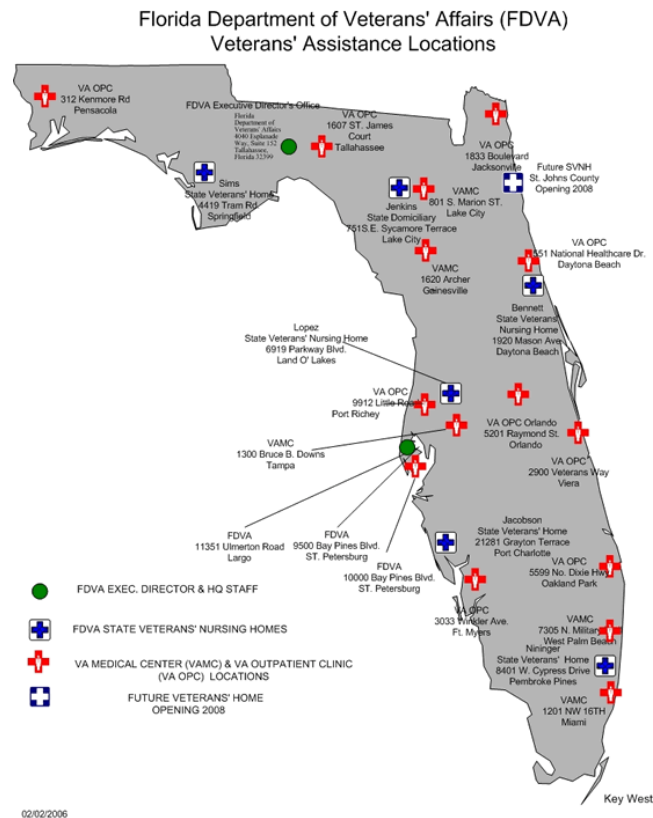 Florida Department of Veterans' Affairs (FDVA)
Veterans' Assistance Locations
VA OPC
312 Kenmore Rd
Pensacola
FDVA Executive Director's Office
Florida
Department of
Veterans' Affairs
4040 Esplanade
Way, Suite 152
Tallahassee,
Florida 32399
VA OPC
1607 ST. James
Court
Tallahassee
VA OPC
1833 Boulevard
Jacksonville
Future SVNH
St. Johns County
Opening 2008
Sims
State Veterans' Home
4419 Tram Rd
Springfield
Jenkins
State Domiciliary
751S.E. Sycamore Terrace
Lake City
VAMC
801 S. Marion ST.
Lake City
VAMC
1620 Archer
Gainesville
VA OPC
551 National Healthcare Dr.
Daytona Beach
Bennett
State Veterans'
Nursing Home
1920 Mason Ave
Daytona Beach
Lopez
State Veterans' Nursing Home
6919 Parkway Blvd.
Land O' Lakes
VA OPC
9912 Little Road
Port Richey
VA OPC Orlando
5201 Raymond St.
Orlando
VAMC
1300 Bruce B. Downs
Tampa
VA OPC
2900 Veterans Way
Viera
FDVA
11351 Ulmerton Road
Largo
FDVA
9500 Bay Pines Blvd.
ST. Petersburg
FDVA
10000 Bay Pines Blvd.
ST. Petersburg
Jacobson
State Veterans' Home
21281 Grayton Terrace
Port Charlotte
VA OPC
5599 No. Dixie Hwy
Oakland Park
VA OPC
3033 Winkler Ave.
Ft. Myers
VAMC
7305 N. Military
West Palm Beach
Nininger
State Veterans' Home
8401 W. Cypress Drive
Pembroke Pines
VAMC
1201 NW 16TH
Miami
FDVA EXEC. DIRECTOR & HQ STAFF
FDVA STATE VETERANS' NURSING HOMES
VA MEDICAL CENTER (VAMC) & VA OUTPATIENT CLINIC
(VA OPC) LOCATIONS
FUTURE VETERANS' HOME
OPENING 2008
Key West
02/02/2006